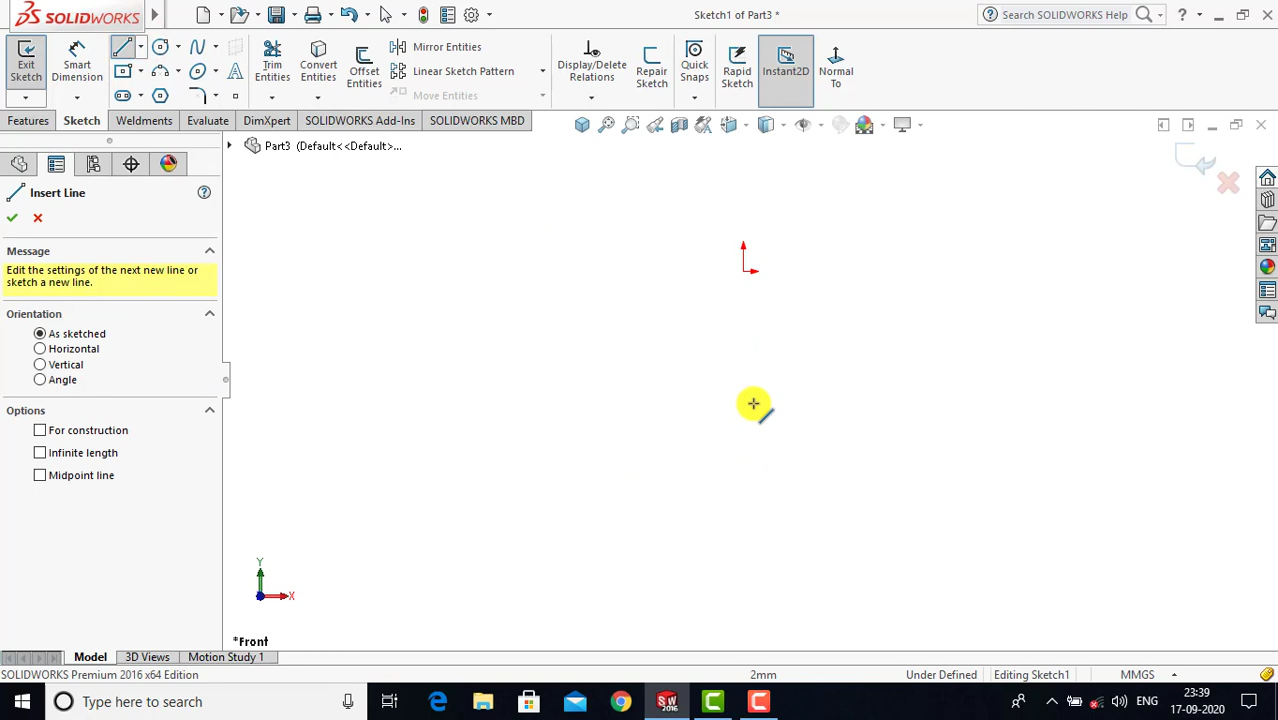 SOLIDWORKS
Sketch1 of Part3 *
Search SOLIDWORKS Help
Exit Sketch
Smart Dimension
Trim Entities
Convert Entities
Offset Entities
Mirror Entities
Linear Sketch Pattern
Move Entities
Display/Delete Relations
Repair Sketch
Quick Snaps
Rapid Sketch
Instant2D
Normal To
Features
Sketch
Weldments
Evaluate
DimXpert
SOLIDWORKS Add-Ins
SOLIDWORKS MBD
Part3 (Default<<Default>...
Insert Line
Message
Edit the settings of the next new line or
sketch a new line.
Orientation
As sketched
Horizontal
Vertical
Angle
Options
For construction
Infinite length
Midpoint line
Y
X
*Front
Model
3D Views
Motion Study 1
SOLIDWORKS Premium 2016 x64 Edition
2mm
Under Defined
Editing Sketch1
MMGS
Type here to search
SW
2016
ENG
23:39
17-09-2020